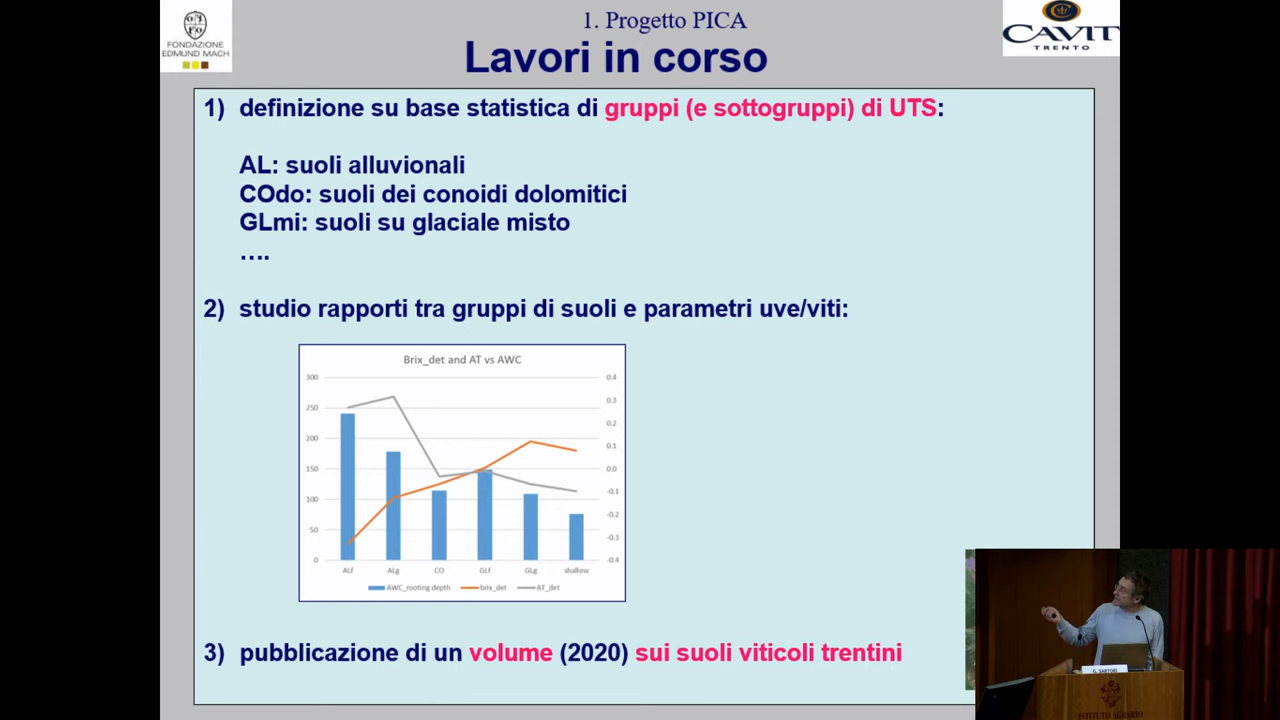 1. Progetto PICA
Lavori in corso
FONDAZIONE
EDMUND MACH
CAVIT
TRENTO
1) definizione su base statistica di gruppi (e sottogruppi) di UTS:
AL: suoli alluvionali
COdo: suoli dei conoidi dolomitici
GLmi: suoli su glaciale misto
....
2) studio rapporti tra gruppi di suoli e parametri uve/viti:
Brix_det and AT vs AWC
300 0.4
250 0.3
200 0.2
150 0.1
100 0.0
50 -0.1
0 -0.2
-0.3
-0.4
ALf ALg CO GLf GLg shallow
AWC_rooting depth brix_det AT_det
3) pubblicazione di un volume (2020) sui suoli viticoli trentini
G. SARTORI
ISTITUTO AGRARIO